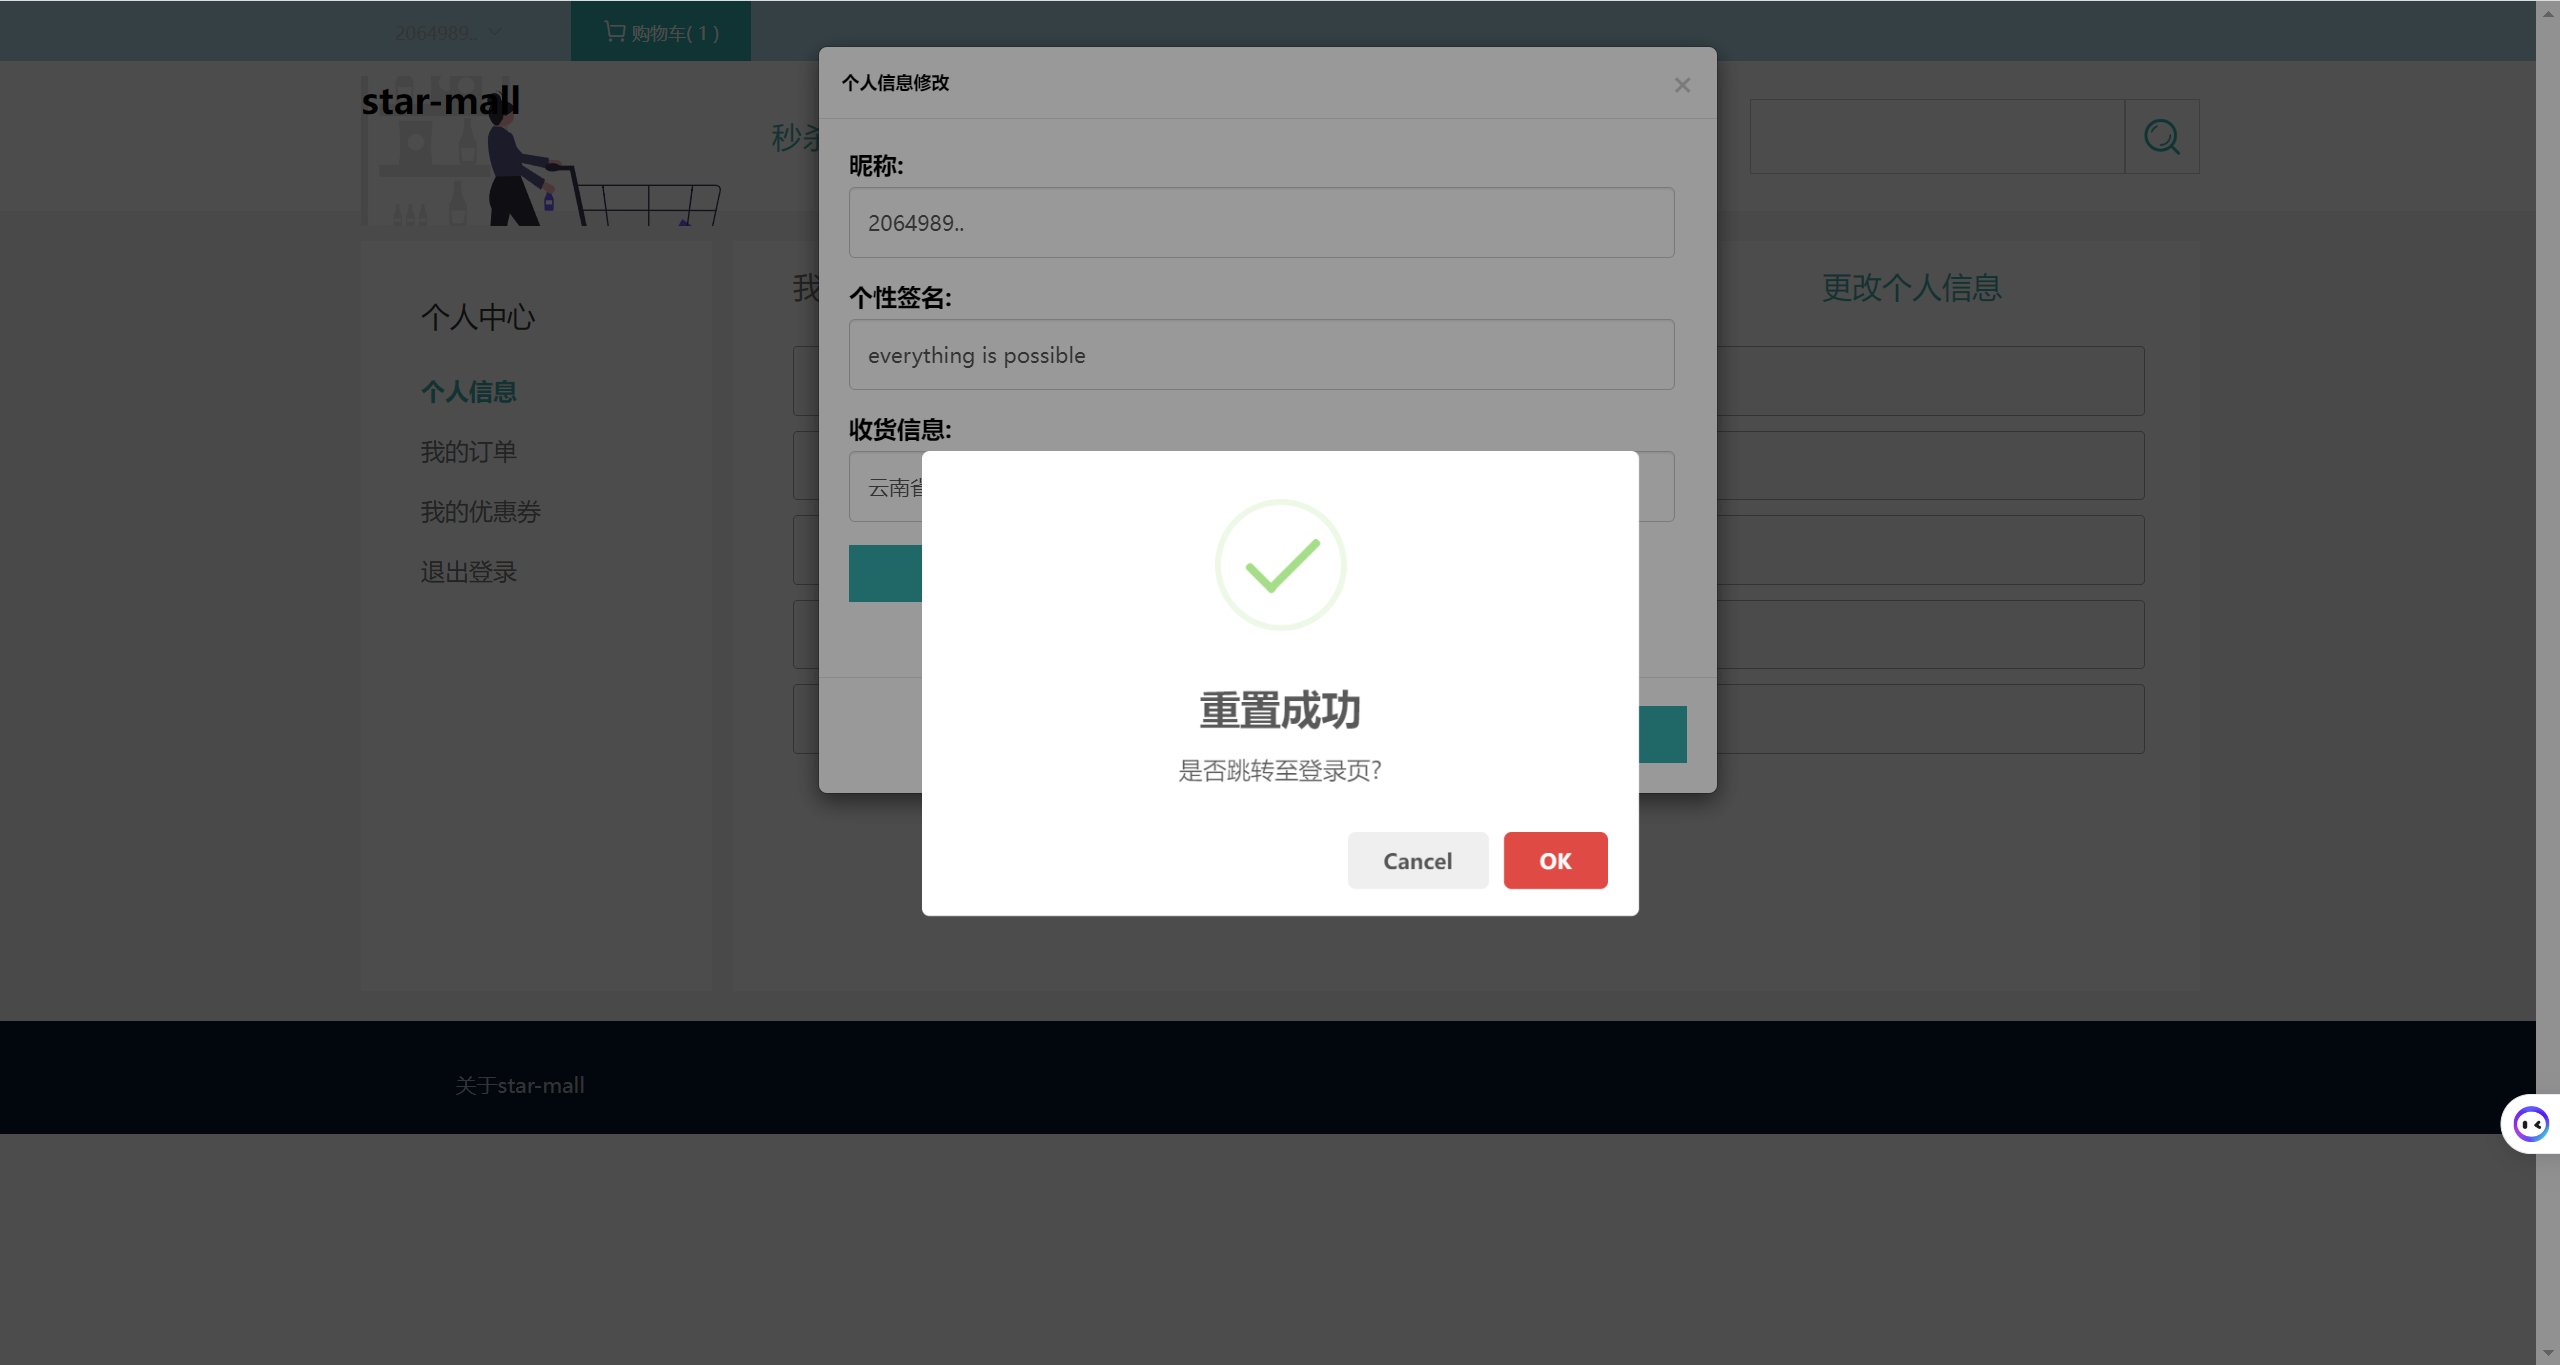 2064989..
购物车( 1 )
star-mall
秒杀
个人信息修改
昵称:
2064989..
个性签名:
everything is possible
收货信息:
云南省
个人中心
个人信息
我的订单
我的优惠券
退出登录
我
更改个人信息
重置成功
是否跳转至登录页?
Cancel
OK
关于star-mall